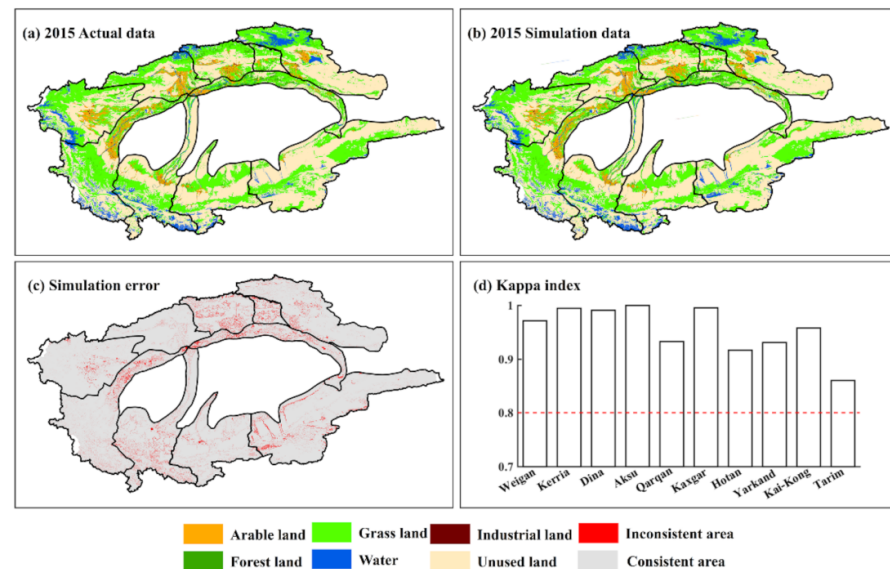 (a) 2015 Actual data
(b) 2015 Simulation data
(c) Simulation error
(d) Kappa index
1
0.9
0.8
0.7
Weigan
Kerria
Dina
Aksu
Qarqan
Kaxgar
Hotan
Yarkand
Kai-Kong
Tarim
Arable land
Grass land
Industrial land
Inconsistent area
Forest land
Water
Unused land
Consistent area